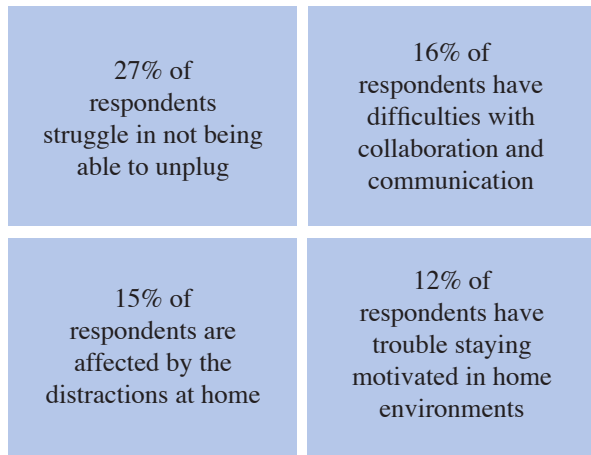 27% of
respondents
struggle in not being
able to unplug
16% of
respondents have
difficulties with
collaboration and
communication
15% of
respondents are
affected by the
distractions at home
12% of
respondents have
trouble staying
motivated in home
environments